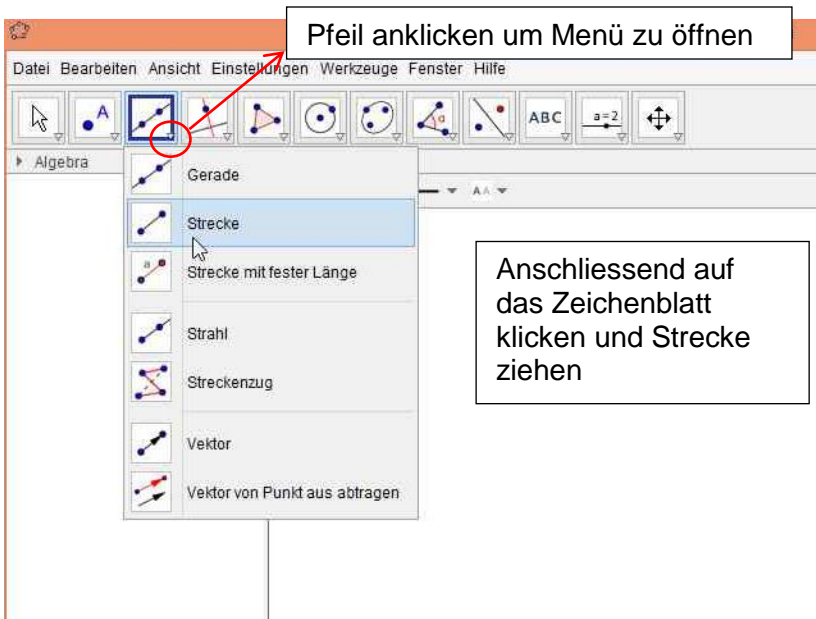 Pfeil anklicken um Menü zu öffnen
Datei Bearbeiten Ansicht Einstellungen Werkzeuge Fenster Hilfe
A
α
ABC
a=2
Algebra
Gerade
A A
Strecke
a
Strecke mit fester Länge
Strahl
Streckenzug
Vektor
Vektor von Punkt aus abtragen
Anschliessend auf
das Zeichenblatt
klicken und Strecke
ziehen